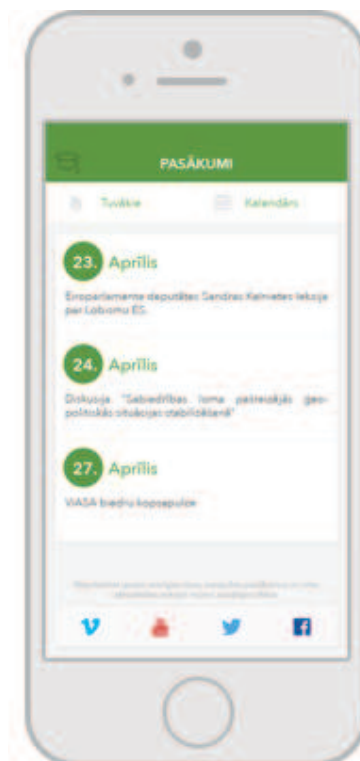 PASĀKUMI
Tuvākie Kalendārs
23. Aprīlis
Eiroparlamenta deputātes Sandras Kalnietes lekcija
par Lobismu ES.
24. Aprīlis
Diskusija "Sabiedrības loma pašreizējās ģeo-
politiskās situācijas stabilizēšanā"
27. Aprīlis
VIASA biedru kopsapulce